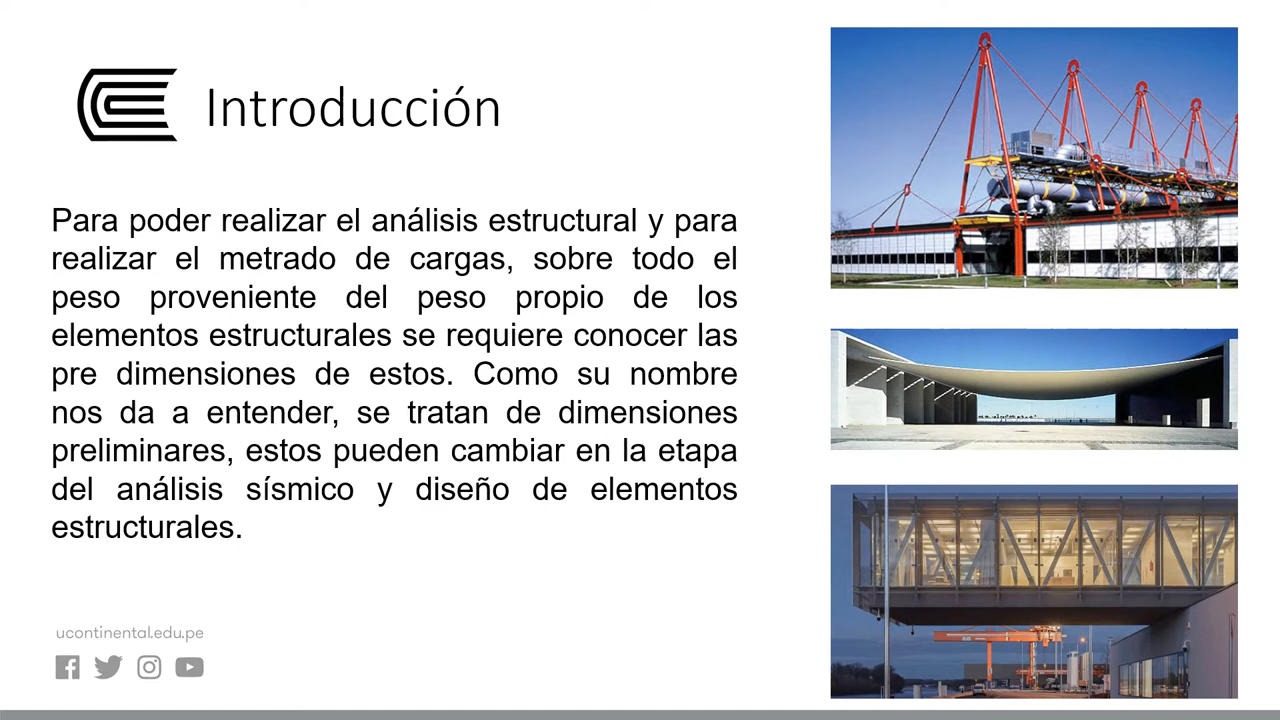 Introducción
Para poder realizar el análisis estructural y para
realizar el metrado de cargas, sobre todo el
peso proveniente del peso propio de los
elementos estructurales se requiere conocer las
pre dimensiones de estos. Como su nombre
nos da a entender, se tratan de dimensiones
preliminares, estos pueden cambiar en la etapa
del análisis sísmico y diseño de elementos
estructurales.
ucontinental.edu.pe